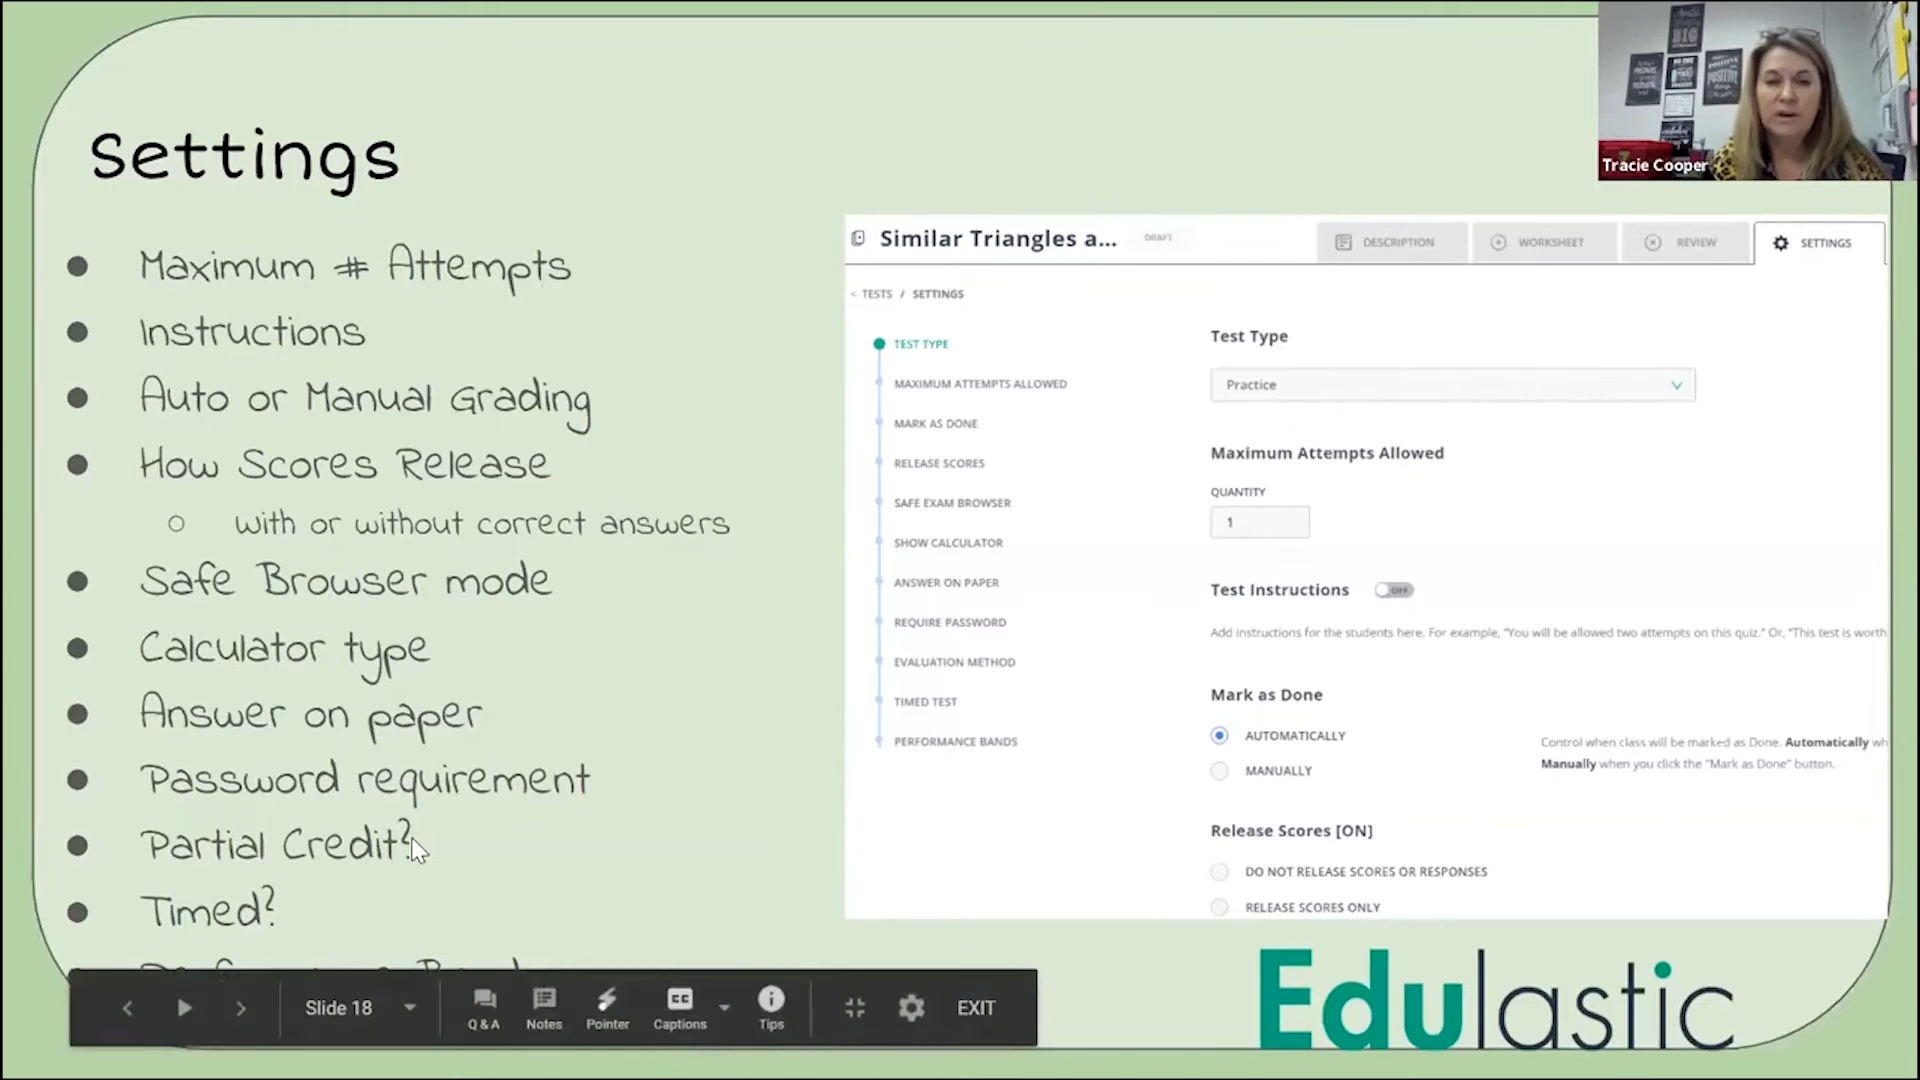 Settings
Maximum # Attempts
Instructions
Auto or Manual Grading
How Scores Release
with or without correct answers
Safe Browser mode
Calculator type
Answer on paper
Password requirement
Partial Credit?
Timed?
Tracie Cooper
Similar Triangles a...
DRAFT
DESCRIPTION
WORKSHEET
REVIEW
SETTINGS
< TESTS / SETTINGS
TEST TYPE
MAXIMUM ATTEMPTS ALLOWED
MARK AS DONE
RELEASE SCORES
SAFE EXAM BROWSER
SHOW CALCULATOR
ANSWER ON PAPER
REQUIRE PASSWORD
EVALUATION METHOD
TIMED TEST
PERFORMANCE BANDS
Test Type
Practice
Maximum Attempts Allowed
QUANTITY
1
Test Instructions OFF
Add instructions for the students here. For example, "You will be allowed two attempts on this quiz." Or, "This test is worth
Mark as Done
AUTOMATICALLY
MANUALLY
Control when class will be marked as Done. Automatically wh
Manually when you click the "Mark as Done" button.
Release Scores [ON]
DO NOT RELEASE SCORES OR RESPONSES
RELEASE SCORES ONLY
Slide 18
Q & A
Notes
Pointer
CC
Captions
Tips
EXIT
Edulastic